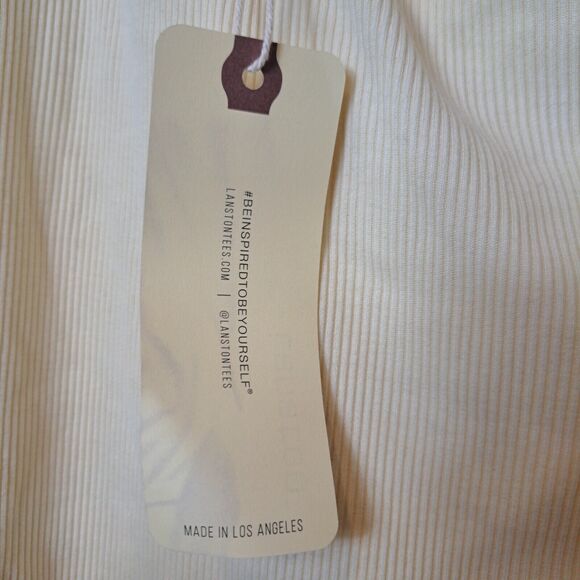 #BEINSPIREDTOBEYOURSELF®
LANSTONTEES.COM | @LANSTONTEES
MADE IN LOS ANGELES